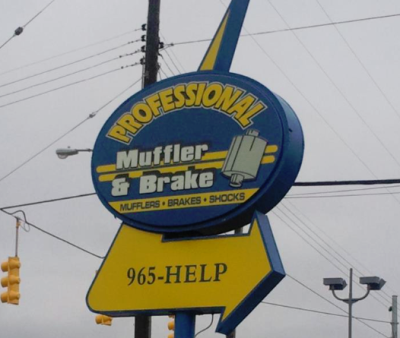 PROFESSIONAL
Muffler
& Brake
MUFFLERS • BRAKES • SHOCKS
965-HELP